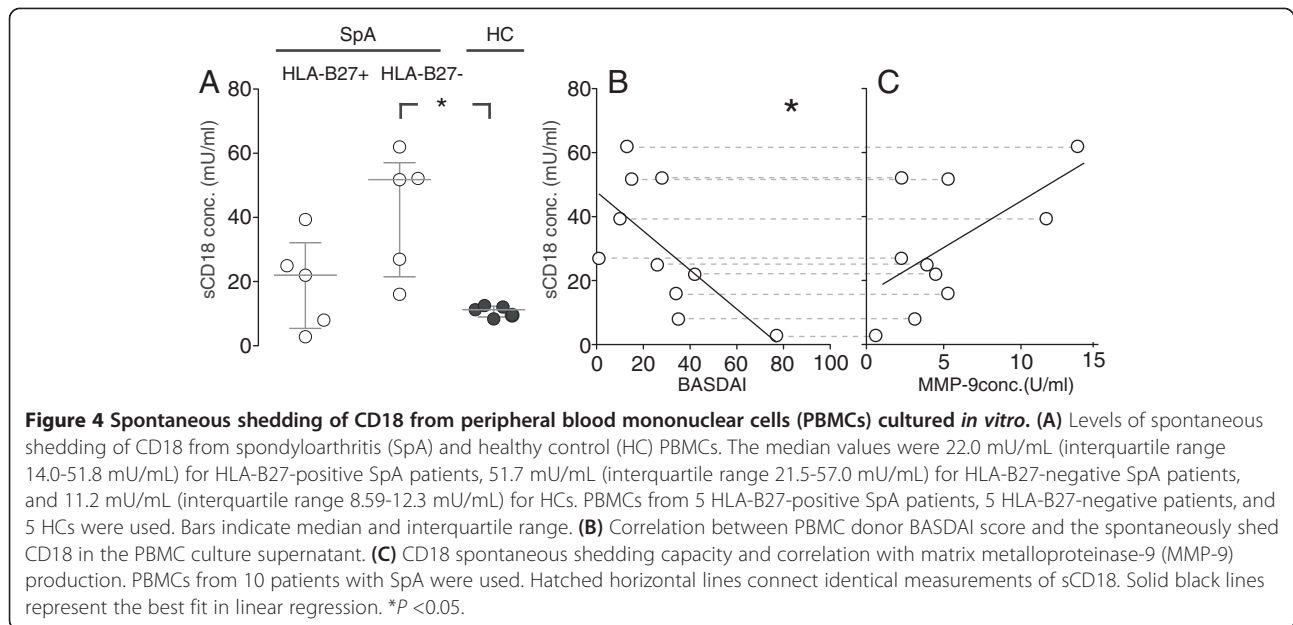 SpA HC
HLA-B27+ HLA-B27-
A B C
80 80
* *
60 60
40 40
20 20
0 0
sCD18 conc. (mU/ml) sCD18 conc. (mU/ml)
0 20 40 60 80 100 0 5 10 15
BASDAI MMP-9conc.(U/ml)
Figure 4 Spontaneous shedding of CD18 from peripheral blood mononuclear cells (PBMCs) cultured in vitro. (A) Levels of spontaneous
shedding of CD18 from spondyloarthritis (SpA) and healthy control (HC) PBMCs. The median values were 22.0 mU/mL (interquartile range
14.0-51.8 mU/mL) for HLA-B27-positive SpA patients, 51.7 mU/mL (interquartile range 21.5-57.0 mU/mL) for HLA-B27-negative SpA patients,
and 11.2 mU/mL (interquartile range 8.59-12.3 mU/mL) for HCs. PBMCs from 5 HLA-B27-positive SpA patients, 5 HLA-B27-negative patients, and
5 HCs were used. Bars indicate median and interquartile range. (B) Correlation between PBMC donor BASDAI score and the spontaneously shed
CD18 in the PBMC culture supernatant. (C) CD18 spontaneous shedding capacity and correlation with matrix metalloproteinase-9 (MMP-9)
production. PBMCs from 10 patients with SpA were used. Hatched horizontal lines connect identical measurements of sCD18. Solid black lines
represent the best fit in linear regression. *P <0.05.